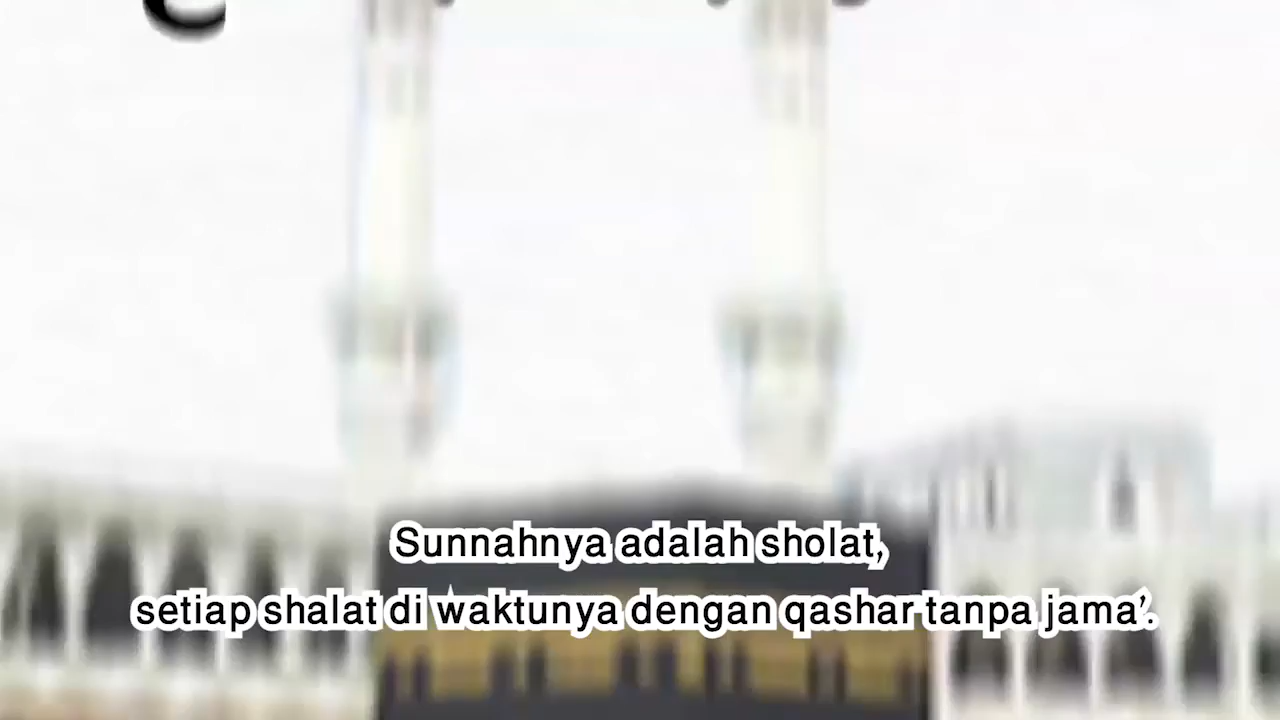 Sunnahnya adalah sholat,
setiap shalat di waktunya dengan qashar tanpa jama'.